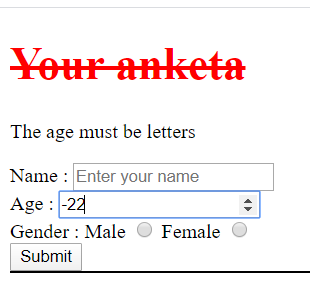 Your anketa
The age must be letters
Name : Enter your name
Age : -22
Gender : Male Female
Submit